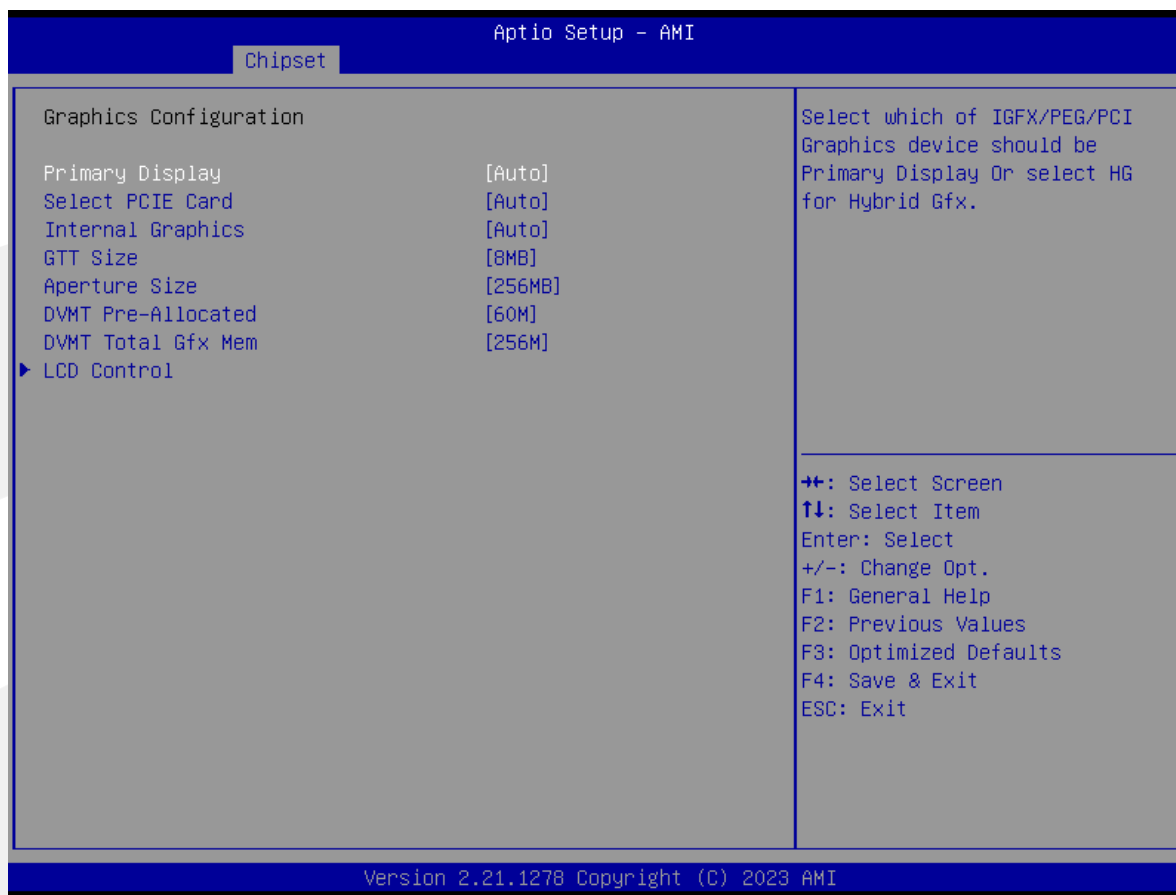 Aptio Setup – AMI
Chipset
Graphics Configuration
Primary Display [Auto]
Select PCIE Card [Auto]
Internal Graphics [Auto]
GTT Size [8MB]
Aperture Size [256MB]
DVMT Pre-Allocated [60M]
DVMT Total Gfx Mem [256M]
▶ LCD Control
Select which of IGFX/PEG/PCI
Graphics device should be
Primary Display Or select HG
for Hybrid Gfx.
→←: Select Screen
↑↓: Select Item
Enter: Select
+/-: Change Opt.
F1: General Help
F2: Previous Values
F3: Optimized Defaults
F4: Save & Exit
ESC: Exit
Version 2.21.1278 Copyright (C) 2023 AMI